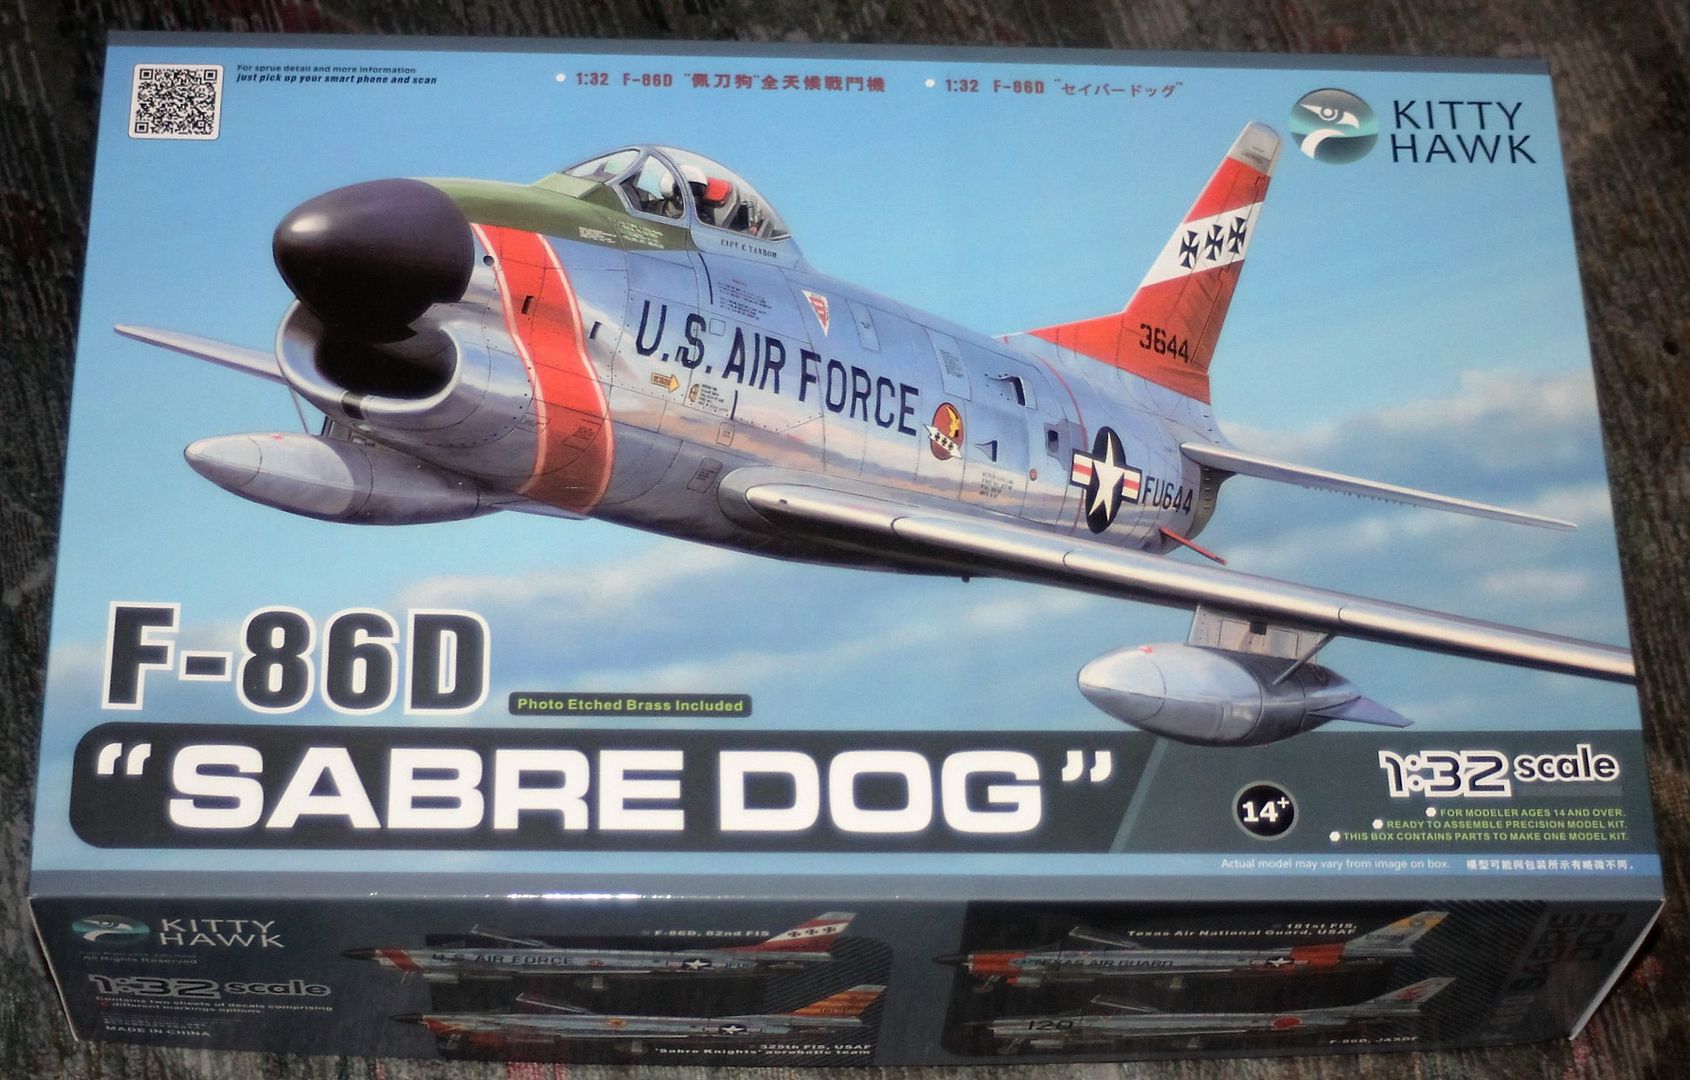 For sprue detail and more information
just pick up your smart phone and scan
1:32 F-86D "佩刀狗"全天候戰鬥機
1:32 F-86D "セイバードッグ"
KITTY
HAWK
CAPT C YANDOW
U.S. AIR FORCE
3644
FU644
F-86D
Photo Etched Brass Included
"SABRE DOG"
14+
1:32 scale
FOR MODELER AGES 14 AND OVER.
READY TO ASSEMBLE PRECISION MODEL KIT.
THIS BOX CONTAINS PARTS TO MAKE ONE MODEL KIT.
Actual model may vary from image on box. 模型可能與包裝所示有略微不同.
KITTY
HAWK
All Rights Reserved
1:32 scale
Contains two sheets of decals comprising
different markings options.
MADE IN CHINA
F-86D, 82nd FIS
U.S. AIR FORCE
325th FIS, USAF
'Sabre Knights' aerobatic team
181st FIS,
Texas Air National Guard, USAF
TEXAS AIR GUARD
120
F-86D, JASDF